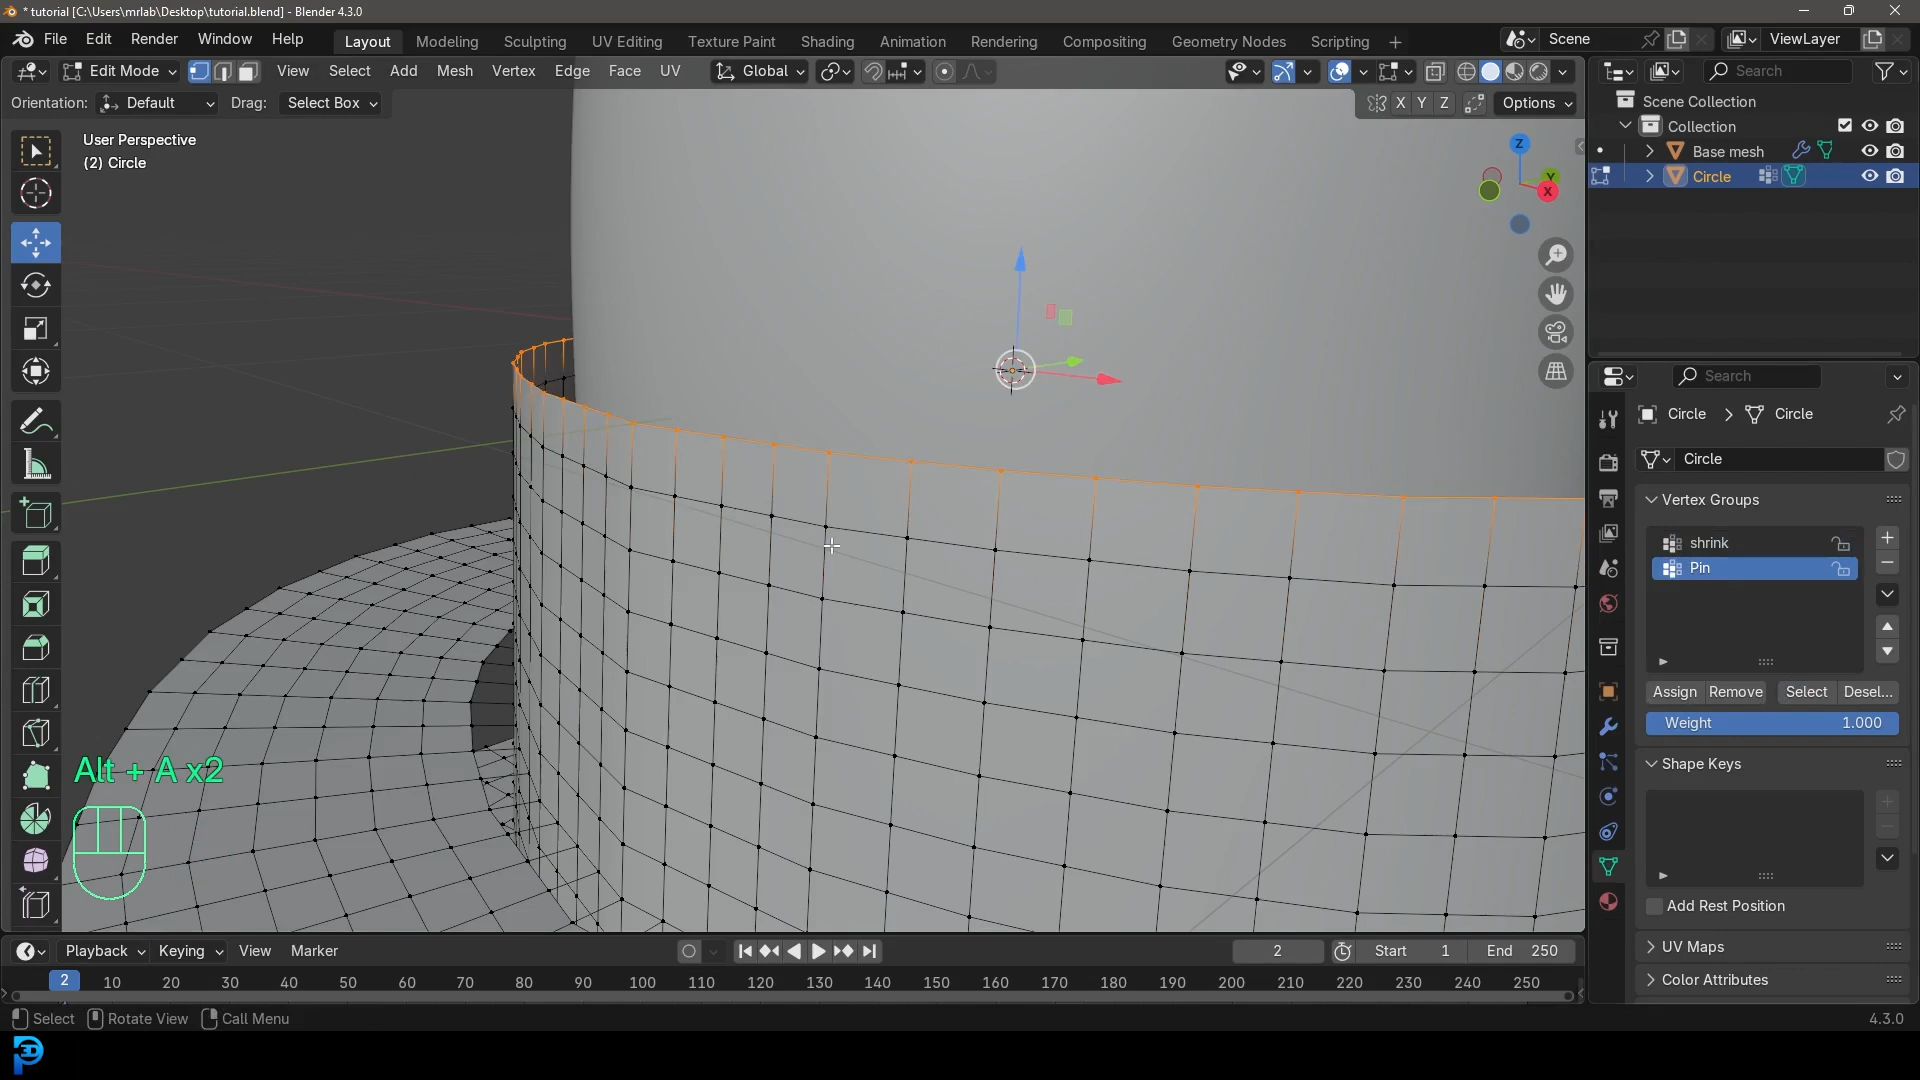 * tutorial [C:\Users\mrlab\Desktop\tutorial.blend] - Blender 4.3.0
File Edit Render Window Help Layout Modeling Sculpting UV Editing Texture Paint Shading Animation Rendering Compositing Geometry Nodes Scripting + Scene ViewLayer
Edit Mode View Select Add Mesh Vertex Edge Face UV Global Search
Orientation: Default Drag: Select Box X Y Z Options Scene Collection
Collection
User Perspective
(2) Circle
Base mesh
Circle
Z
Y
X
Search
Circle > Circle
Circle
Vertex Groups
shrink
Pin
Assign Remove Select Desel...
Weight 1.000
Shape Keys
Alt + A x2
Add Rest Position
UV Maps
Color Attributes
Playback Keying View Marker 2 Start 1 End 250
2 10 20 30 40 50 60 70 80 90 100 110 120 130 140 150 160 170 180 190 200 210 220 230 240 250
Select Rotate View Call Menu 4.3.0